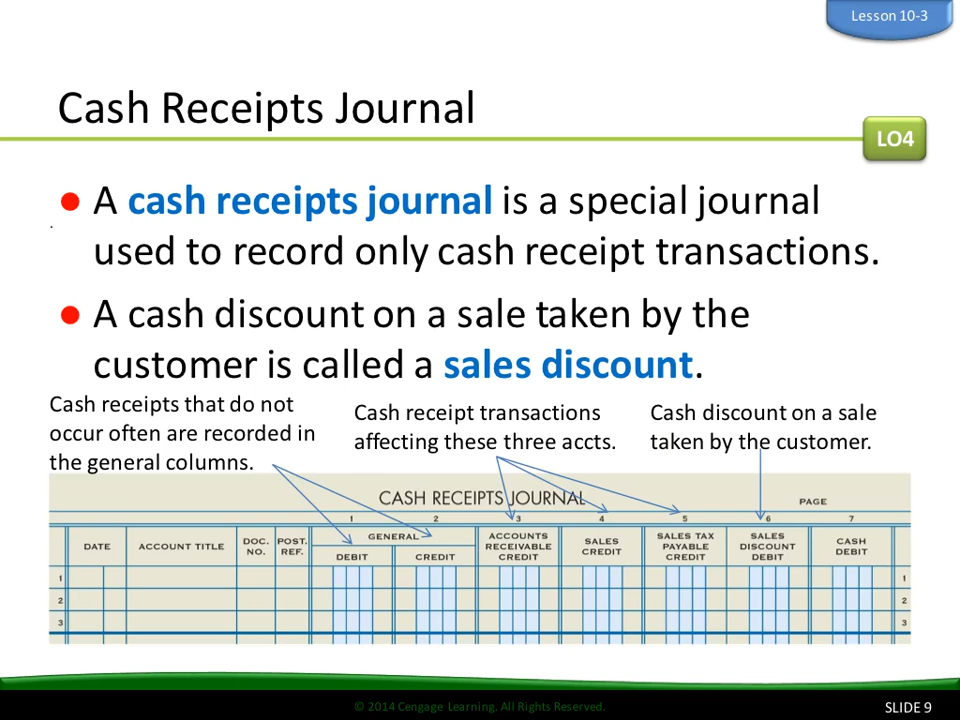 Lesson 10-3
Cash Receipts Journal
LO4
● A cash receipts journal is a special journal
used to record only cash receipt transactions.
● A cash discount on a sale taken by the
customer is called a sales discount.
Cash receipts that do not
occur often are recorded in
the general columns.
Cash receipt transactions
affecting these three accts.
Cash discount on a sale
taken by the customer.
CASH RECEIPTS JOURNAL PAGE
1 2 3 4 5 6 7
DATE ACCOUNT TITLE DOC. NO. POST. REF. GENERAL DEBIT CREDIT ACCOUNTS RECEIVABLE CREDIT SALES CREDIT SALES TAX PAYABLE CREDIT SALES DISCOUNT DEBIT CASH DEBIT
1 1
2 2
3 3
© 2014 Cengage Learning. All Rights Reserved.
SLIDE 9